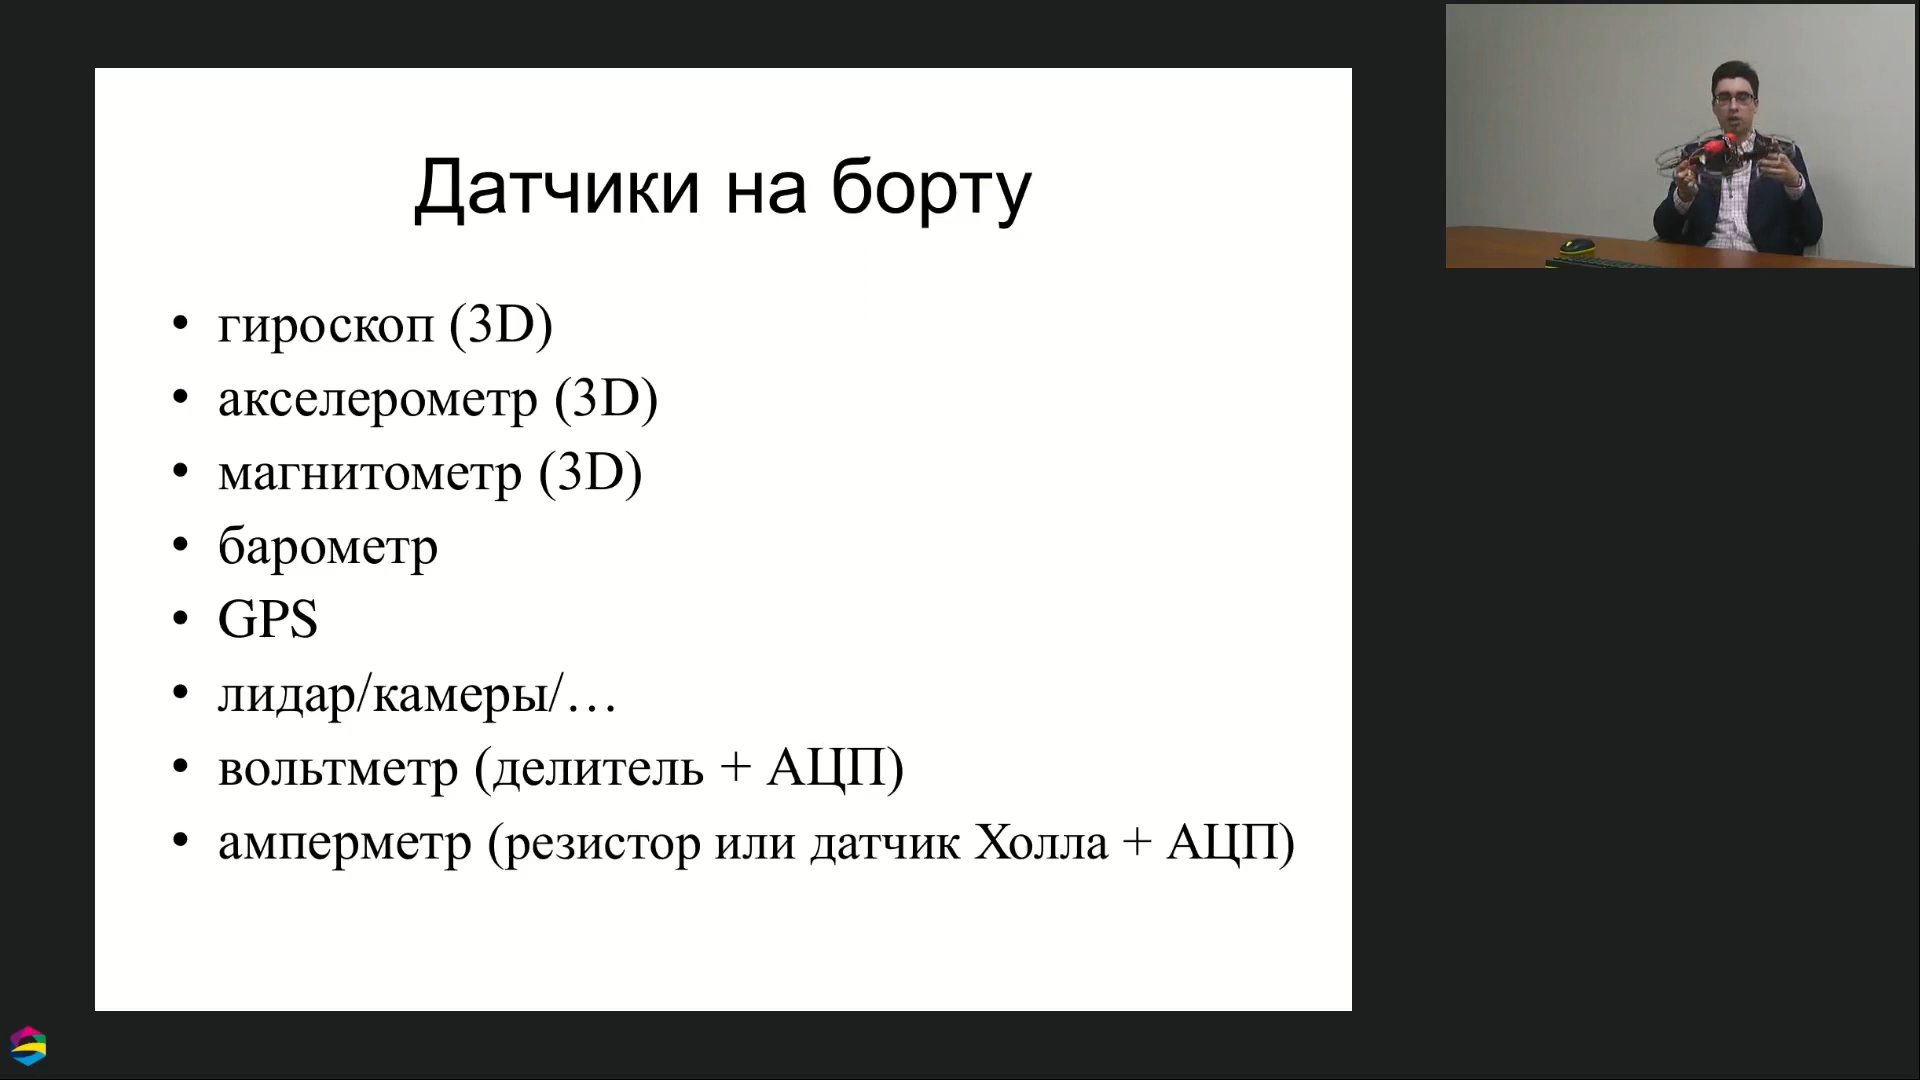 Датчики на борту
• гироскоп (3D)
• акселерометр (3D)
• магнитометр (3D)
• барометр
• GPS
• лидар/камеры/…
• вольтметр (делитель + АЦП)
• амперметр (резистор или датчик Холла + АЦП)